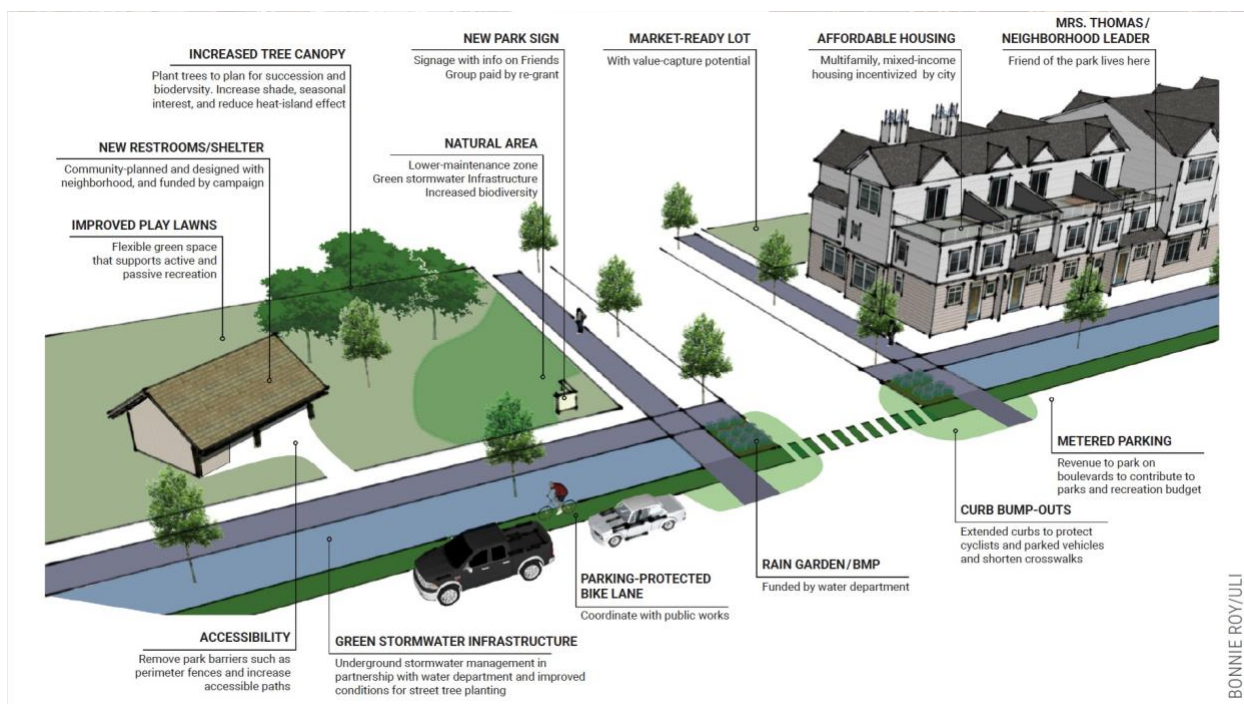 INCREASED TREE CANOPY
Plant trees to plan for succession and
biodervsity. Increase shade, seasonal
interest, and reduce heat-island effect
NEW PARK SIGN
Signage with info on Friends
Group paid by re-grant
MARKET-READY LOT
With value-capture potential
AFFORDABLE HOUSING
Multifamily, mixed-income
housing incentivized by city
MRS. THOMAS/
NEIGHBORHOOD LEADER
Friend of the park lives here
NEW RESTROOMS/SHELTER
Community-planned and designed with
neighborhood, and funded by campaign
NATURAL AREA
Lower-maintenance zone
Green stormwater Infrastructure
Increased biodiversity
IMPROVED PLAY LAWNS
Flexible green space
that supports active and
passive recreation
METERED PARKING
Revenue to park on
boulevards to contribute to
parks and recreation budget
CURB BUMP-OUTS
Extended curbs to protect
cyclists and parked vehicles
and shorten crosswalks
RAIN GARDEN/BMP
Funded by water department
PARKING-PROTECTED
BIKE LANE
Coordinate with public works
ACCESSIBILITY
Remove park barriers such as
perimeter fences and increase
accessible paths
GREEN STORMWATER INFRASTRUCTURE
Underground stormwater management in
partnership with water department and improved
conditions for street tree planting
BONNIE ROY/ULI